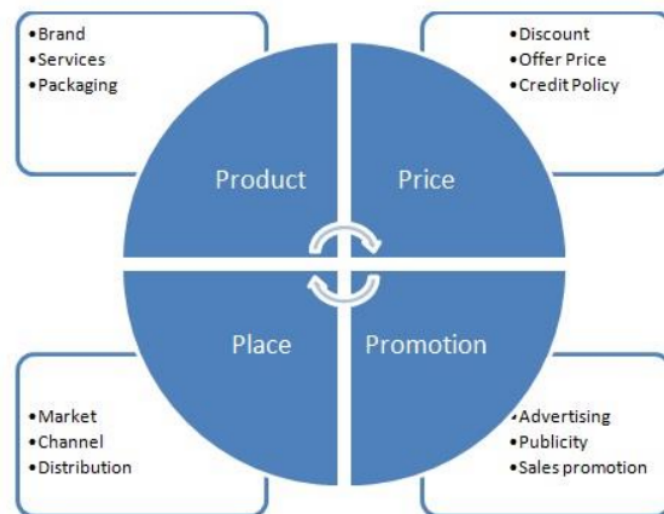 •Brand
•Services
•Packaging
•Discount
•Offer Price
•Credit Policy
Product
Price
Place
Promotion
•Market
•Channel
•Distribution
•Advertising
•Publicity
•Sales promotion